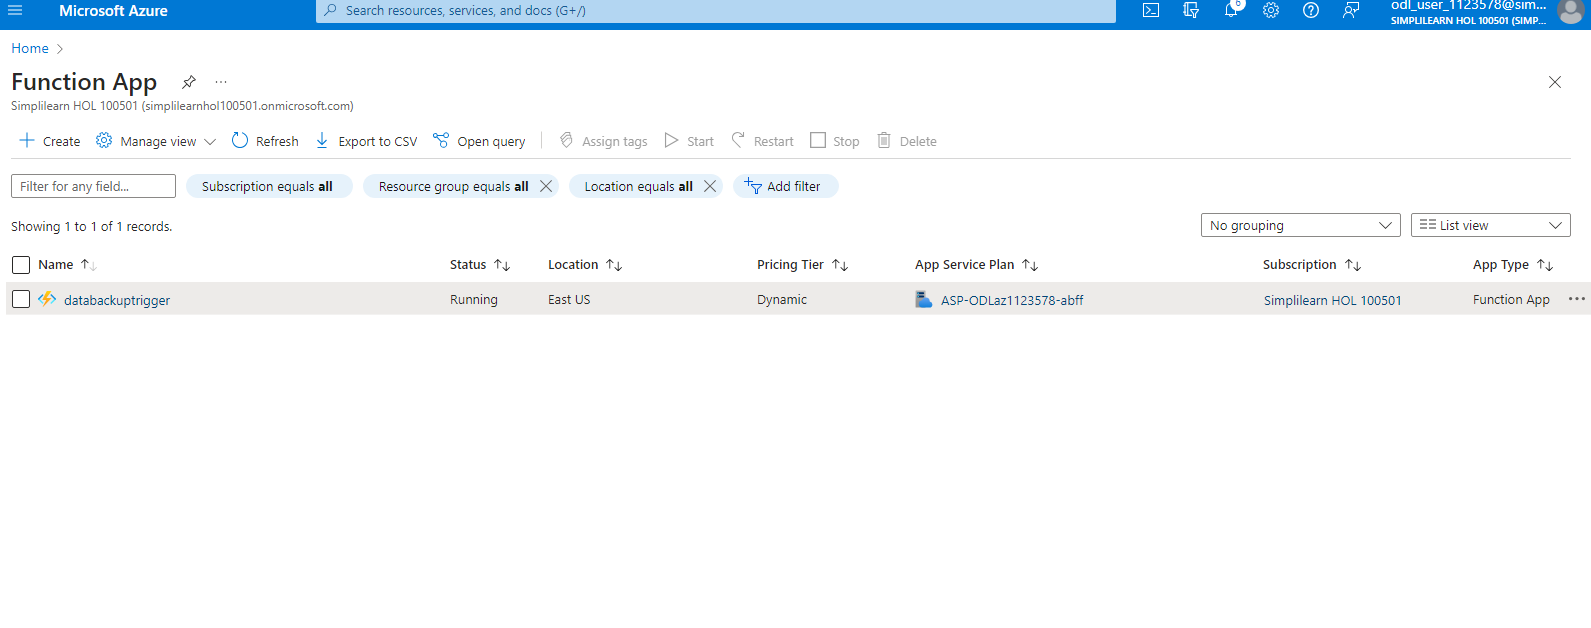 Microsoft Azure
Search resources, services, and docs (G+/)
6
odl_user_1123578@sim...
SIMPLILEARN HOL 100501 (SIMP...
Home >
Function App
...
Simplilearn HOL 100501 (simplilearnhol100501.onmicrosoft.com)
Create Manage view Refresh Export to CSV Open query Assign tags Start Restart Stop Delete
Filter for any field... Subscription equals all Resource group equals all Location equals all Add filter
Showing 1 to 1 of 1 records. No grouping List view
Name Status Location Pricing Tier App Service Plan Subscription App Type
databackuptrigger Running East US Dynamic ASP-ODLaz1123578-abff Simplilearn HOL 100501 Function App ...